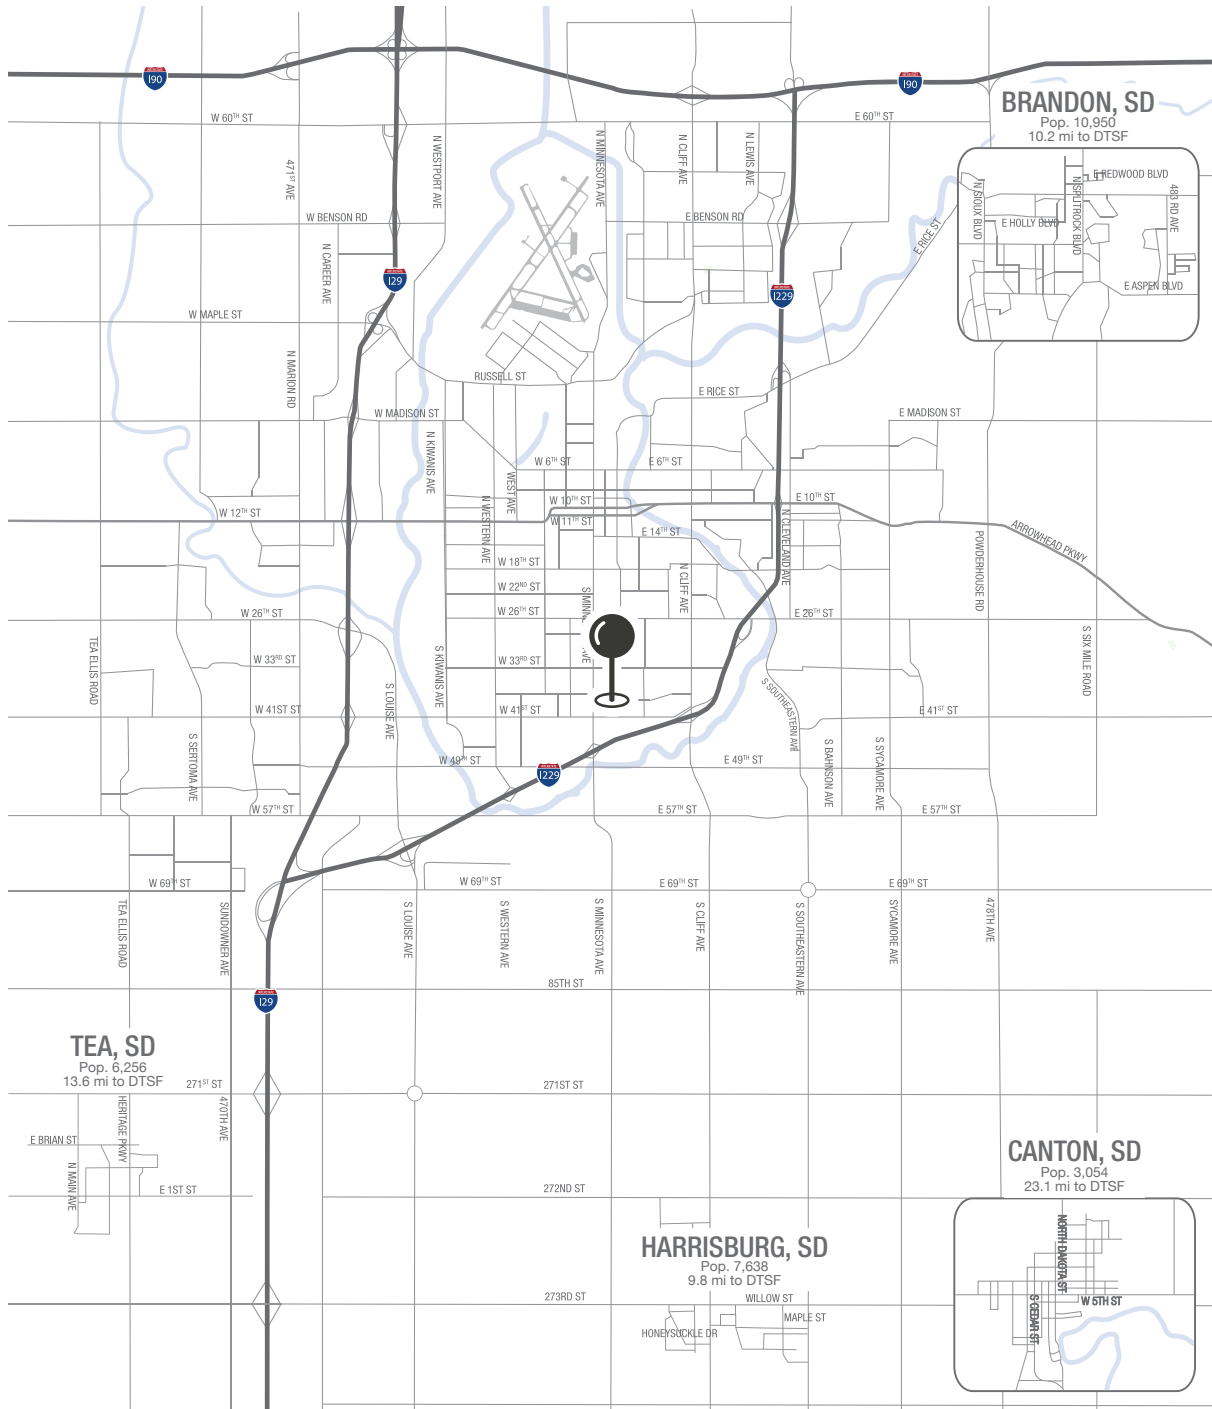 I90
I90
BRANDON, SD
Pop. 10,950
10.2 mi to DTSF
W 60TH ST
E 60TH ST
N MINNESOTA AVE
N CLIFF AVE
N LEWIS AVE
N WESTPORT AVE
471ST AVE
E REDWOOD BLVD
N SIOUX BLVD
N SPLITROCK BLVD
483 RD AVE
E HOLLY BLVD
E ASPEN BLVD
W BENSON RD
E BENSON RD
E RICE ST
N CAREER AVE
I29
I229
W MAPLE ST
N MARION RD
RUSSELL ST
E RICE ST
W MADISON ST
E MADISON ST
N KIWANIS AVE
W 6TH ST
E 6TH ST
WEST AVE
N WESTERN AVE
W 10TH ST
E 10TH ST
W 12TH ST
W 11TH ST
E 14TH ST
N CLEVELAND AVE
ARROWHEAD PKWY
POWDERHOUSE RD
W 18TH ST
N CLIFF AVE
W 22ND ST
S MINN
AVE
W 26TH ST
W 26TH ST
E 26TH ST
TEA ELLIS ROAD
S SIX MILE ROAD
W 33RD ST
W 33RD ST
S KIWANIS AVE
S LOUISE AVE
S SOUTHEASTERN AVE
W 41ST ST
W 41ST ST
E 41ST ST
S SERTOMA AVE
S BAHNSON AVE
S SYCAMORE AVE
W 49TH ST
E 49TH ST
I229
W 57TH ST
E 57TH ST
E 57TH ST
W 69TH ST
W 69TH ST
E 69TH ST
E 69TH ST
TEA ELLIS ROAD
SUNDOWNER AVE
S LOUISE AVE
S WESTERN AVE
S MINNESOTA AVE
S CLIFF AVE
S SOUTHEASTERN AVE
SYCAMORE AVE
478TH AVE
85TH ST
I29
TEA, SD
Pop. 6,256
13.6 mi to DTSF
271ST ST
271ST ST
HERITAGE PKWY
470TH AVE
E BRIAN ST
N MAIN AVE
E 1ST ST
272ND ST
CANTON, SD
Pop. 3,054
23.1 mi to DTSF
NORTH DAKOTA ST
S CEDAR ST
W 5TH ST
HARRISBURG, SD
Pop. 7,638
9.8 mi to DTSF
273RD ST
WILLOW ST
MAPLE ST
HONEYSUCKLE DR